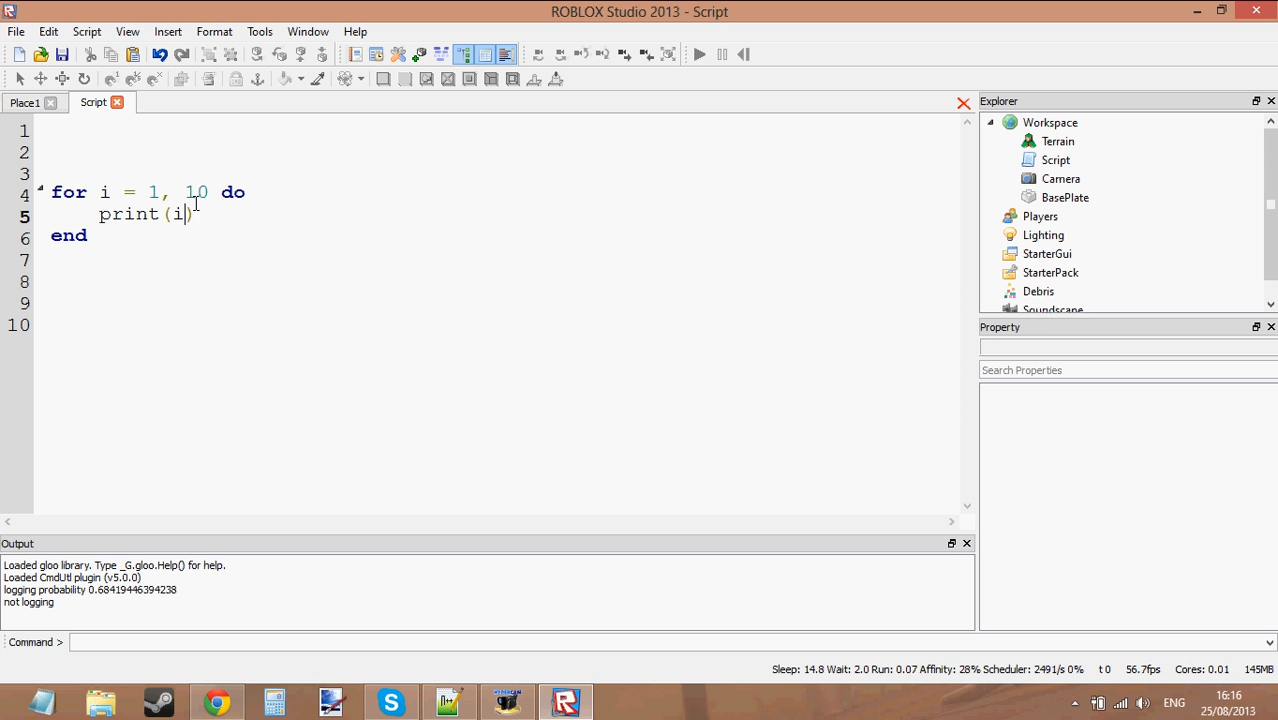 ROBLOX Studio 2013 - Script
File Edit Script View Insert Format Tools Window Help
Place1 Script
Explorer
1
2
3
4 for i = 1, 10 do
5 print(i)
6 end
7
8
9
10
Workspace
Terrain
Script
Camera
BasePlate
Players
Lighting
StarterGui
StarterPack
Debris
Soundscape
Property
Search Properties
Output
Loaded gloo library. Type _G.gloo.Help() for help.
Loaded CmdUtl plugin (v5.0.0)
logging probability 0.68419446394238
not logging
Command >
Sleep: 14.8 Wait: 2.0 Run: 0.07 Affinity: 28% Scheduler: 2491/s 0% t 0 56.7fps Cores: 0.01 145MB
ENG
16:16
25/08/2013